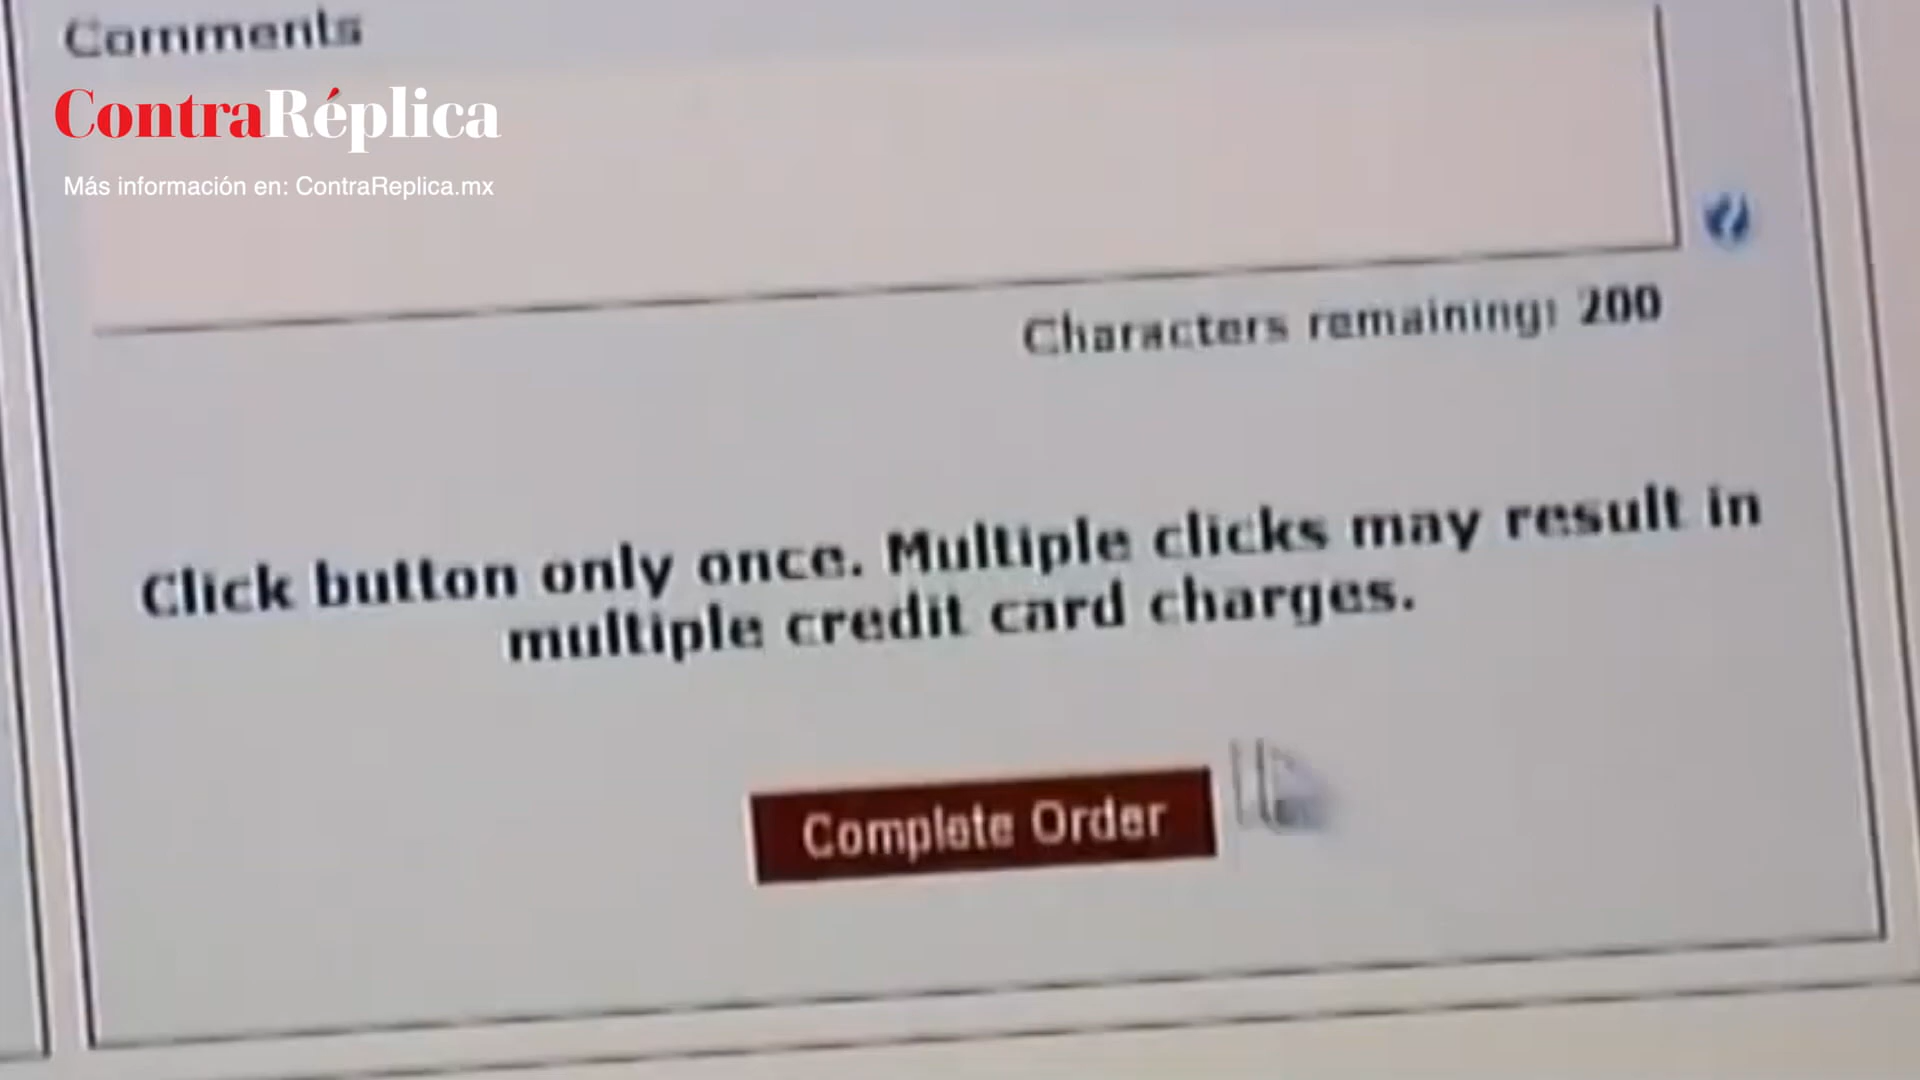 Comments
ContraRéplica
Más información en: ContraReplica.mx
Characters remaining: 200
Click button only once. Multiple clicks may result in
multiple credit card charges.
Complete Order